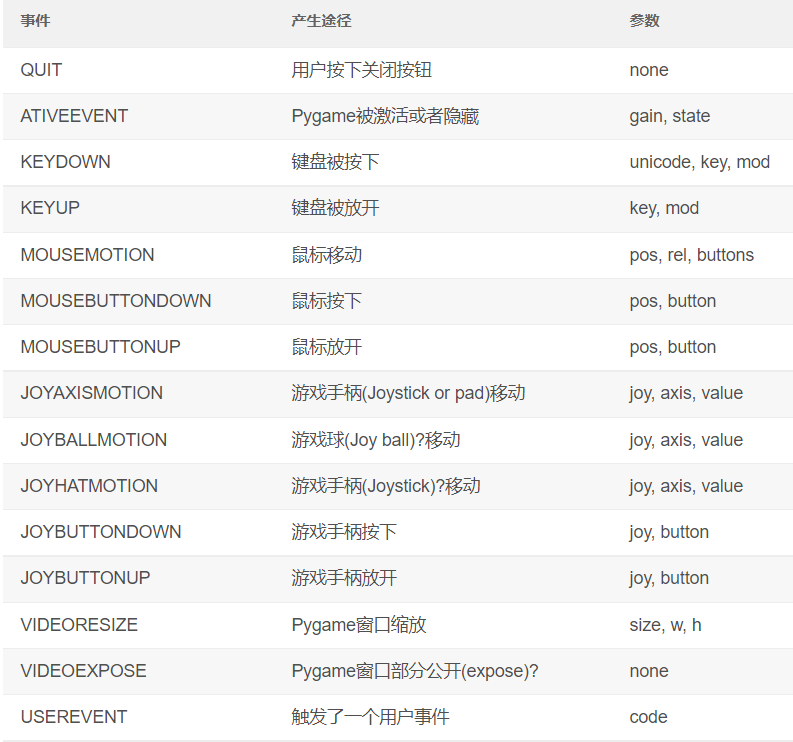 事件 产生途径 参数
QUIT 用户按下关闭按钮 none
ATIVEEVENT Pygame被激活或者隐藏 gain, state
KEYDOWN 键盘被按下 unicode, key, mod
KEYUP 键盘被放开 key, mod
MOUSEMOTION 鼠标移动 pos, rel, buttons
MOUSEBUTTONDOWN 鼠标按下 pos, button
MOUSEBUTTONUP 鼠标放开 pos, button
JOYAXISMOTION 游戏手柄(Joystick or pad)移动 joy, axis, value
JOYBALLMOTION 游戏球(Joy ball)?移动 joy, axis, value
JOYHATMOTION 游戏手柄(Joystick)?移动 joy, axis, value
JOYBUTTONDOWN 游戏手柄按下 joy, button
JOYBUTTONUP 游戏手柄放开 joy, button
VIDEORESIZE Pygame窗口缩放 size, w, h
VIDEOEXPOSE Pygame窗口部分公开(expose)? none
USEREVENT 触发了一个用户事件 code